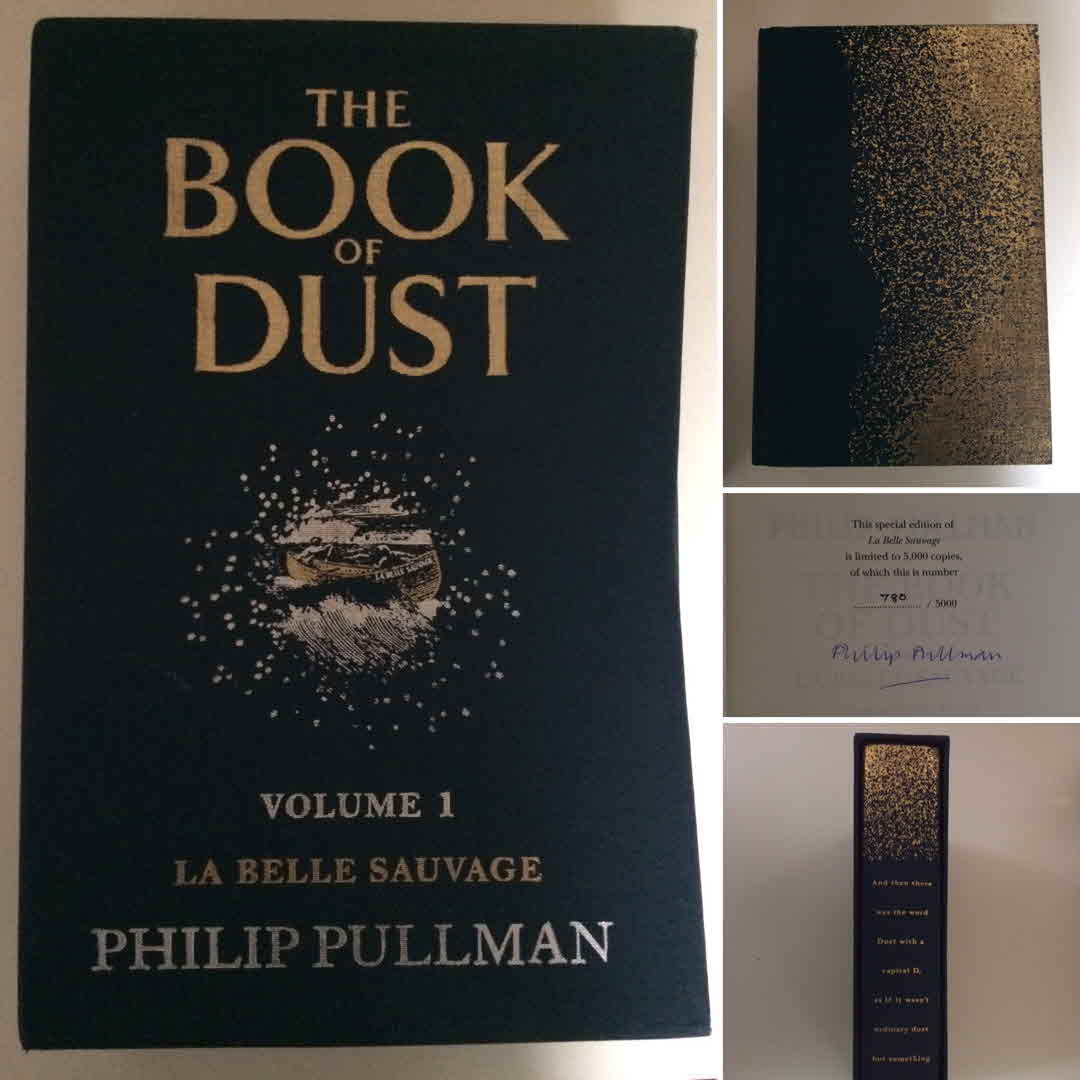 THE
BOOK
OF
DUST
LA BELLE SAUVAGE
VOLUME 1
LA BELLE SAUVAGE
PHILIP PULLMAN
This special edition of
La Belle Sauvage
is limited to 5,000 copies,
of which this is number
780 / 5000
Philip Pullman
And then there
was the word
Dust with a
capital D,
as if it wasn't
ordinary dust
but something